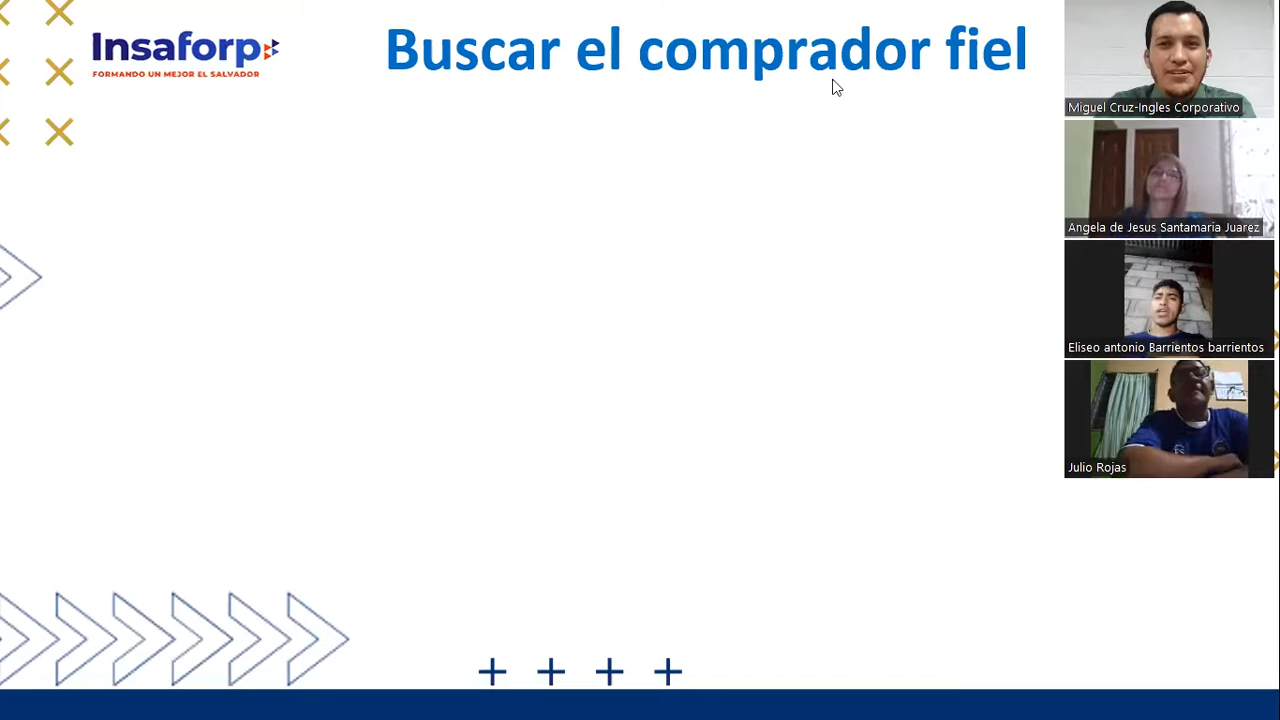 Insaforp
FORMANDO UN MEJOR EL SALVADOR
Buscar el comprador fiel
Miguel Cruz-Ingles Corporativo
Angela de Jesus Santamaria Juarez
Eliseo antonio Barrientos barrientos
Julio Rojas